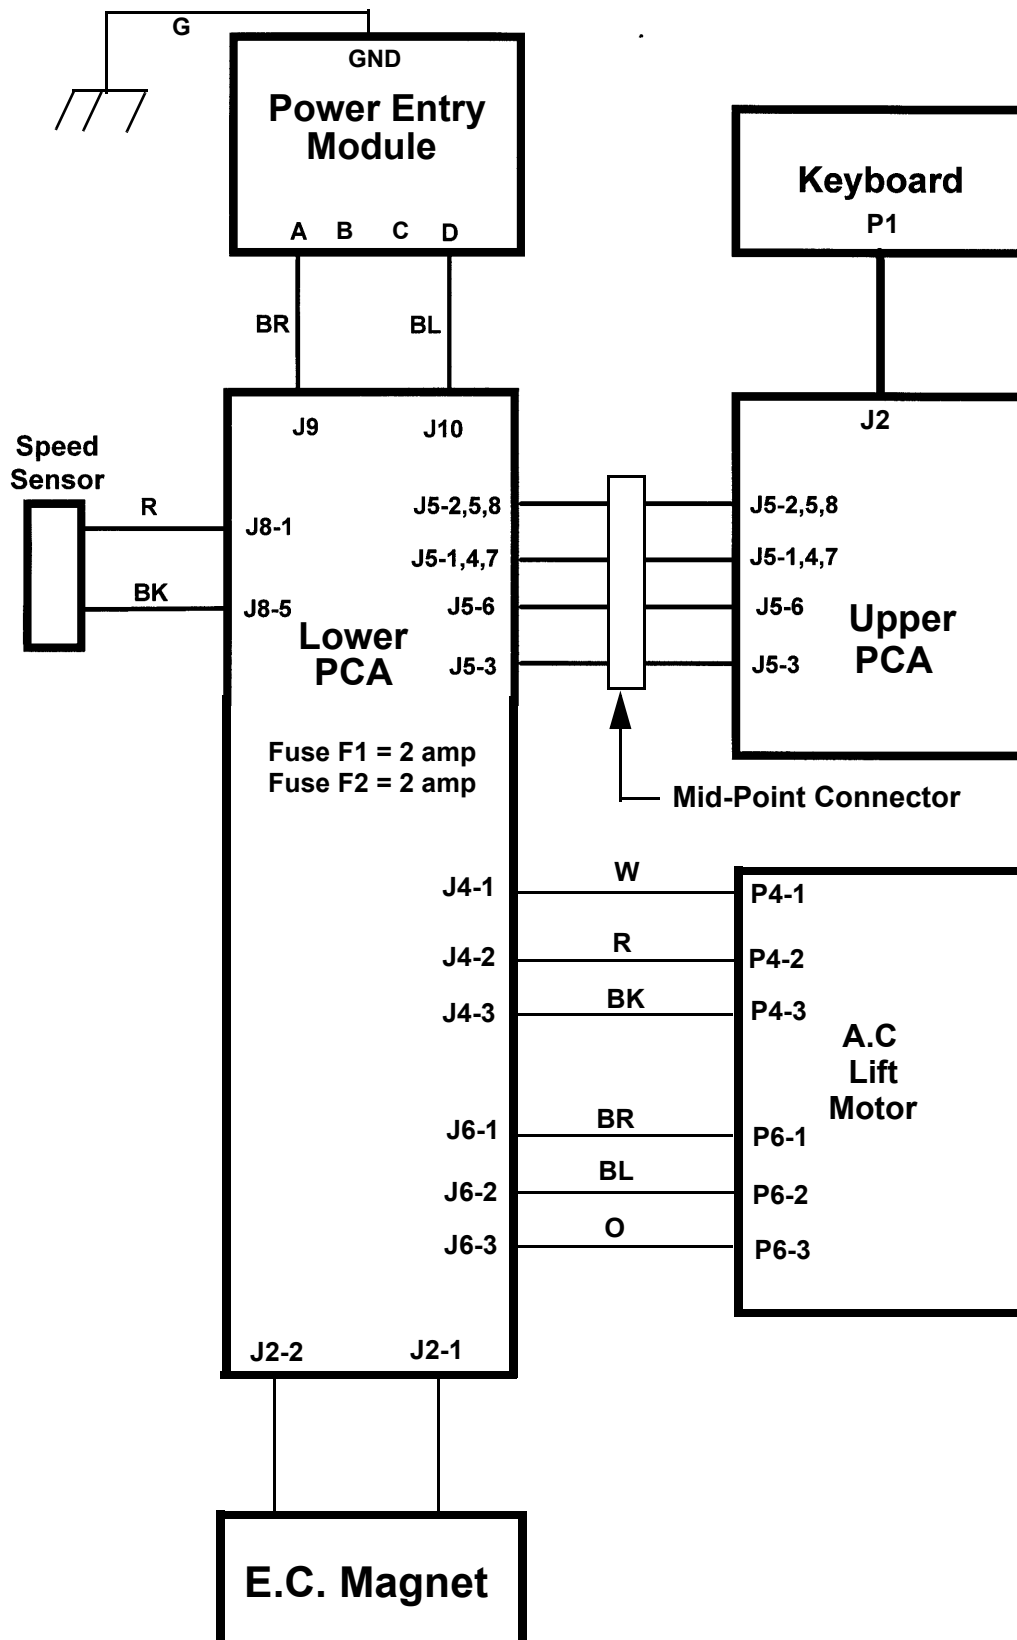 G
GND
Power Entry
Module
A B C D
Keyboard
P1
BR
BL
J9
J10
J2
Speed
Sensor
R
BK
J8-1
J8-5
J5-2,5,8
J5-1,4,7
J5-6
J5-3
Lower
PCA
J5-2,5,8
J5-1,4,7
J5-6
J5-3
Upper
PCA
Fuse F1 = 2 amp
Fuse F2 = 2 amp
Mid-Point Connector
J4-1
W
P4-1
J4-2
R
P4-2
J4-3
BK
P4-3
A.C
Lift
Motor
J6-1
BR
P6-1
J6-2
BL
P6-2
J6-3
O
P6-3
J2-2
J2-1
E.C. Magnet